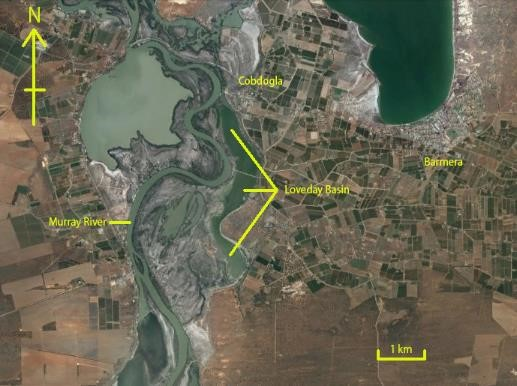 N
Cobdogla
Barmera
Loveday Basin
Murray River
1 km